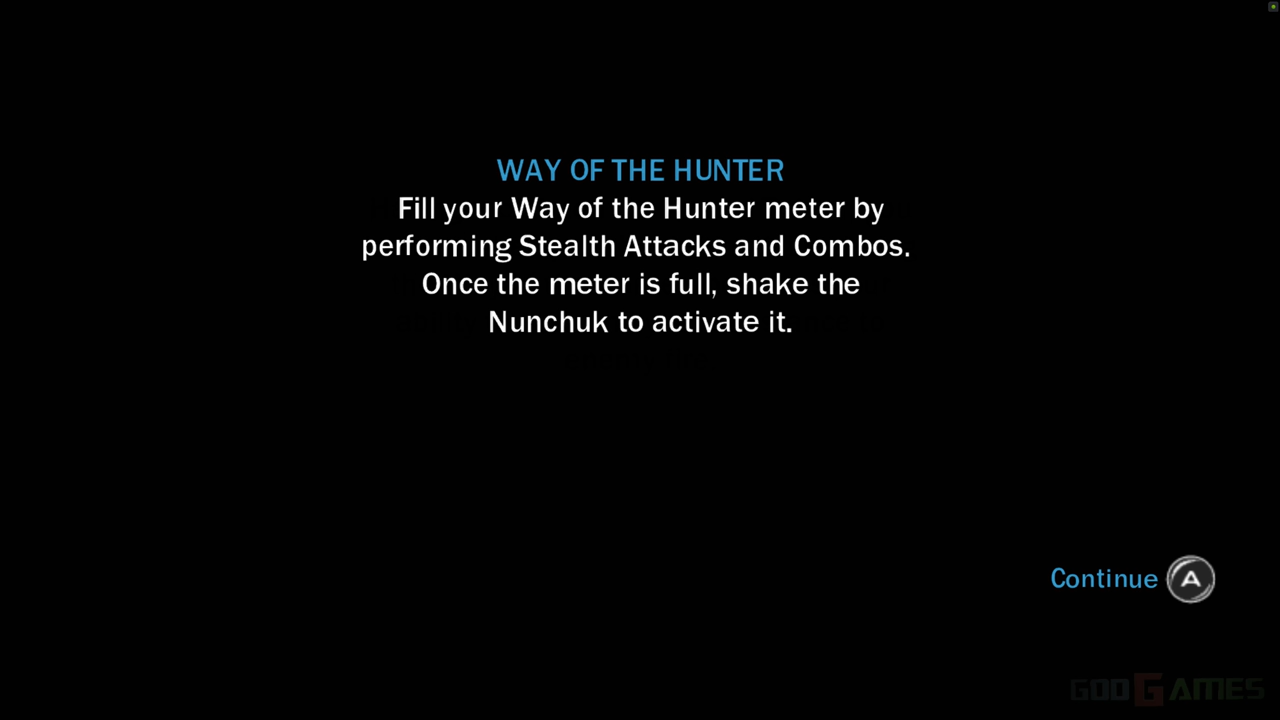 WAY OF THE HUNTER
Fill your Way of the Hunter meter by
performing Stealth Attacks and Combos.
Once the meter is full, shake the
Nunchuk to activate it.
Continue A
GODGAMES